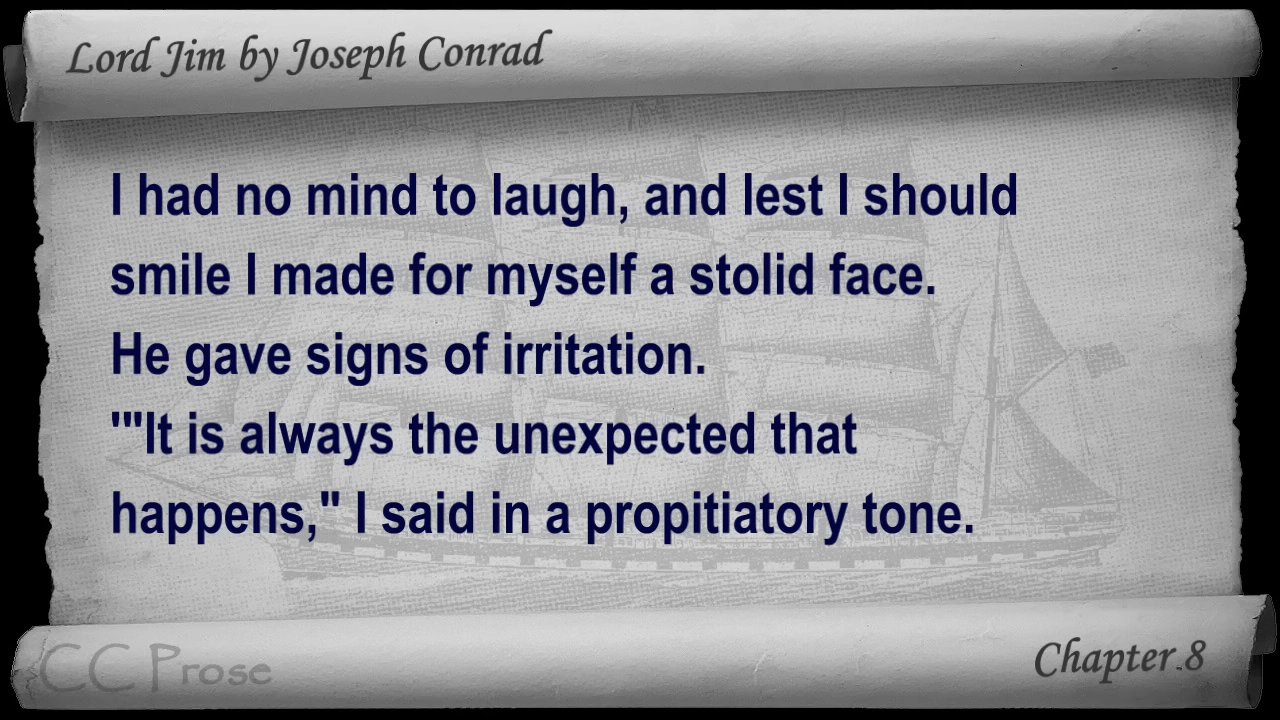 Lord Jim by Joseph Conrad
I had no mind to laugh, and lest I should
smile I made for myself a stolid face.
He gave signs of irritation.
'"It is always the unexpected that
happens," I said in a propitiatory tone.
CC Prose
Chapter 8